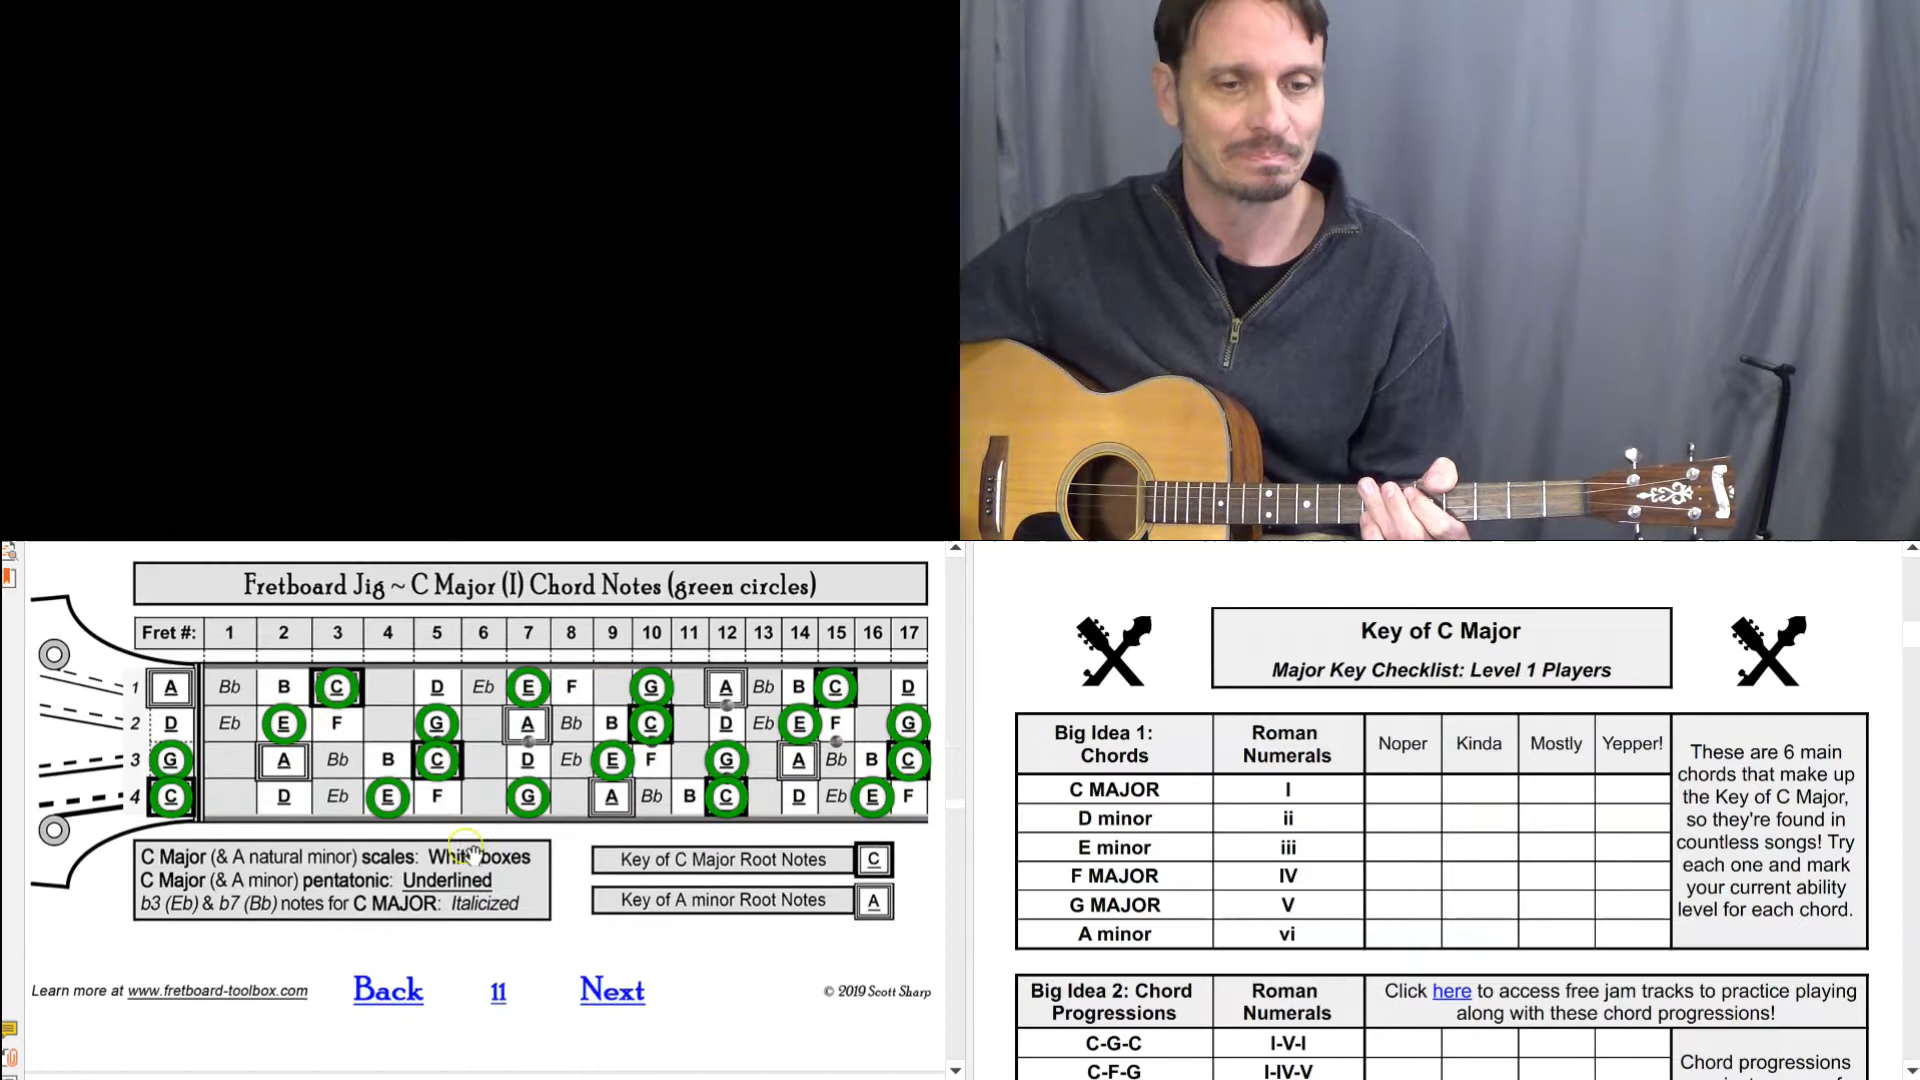 Fretboard Jig ~ C Major (I) Chord Notes (green circles)
Fret #: 1 2 3 4 5 6 7 8 9 10 11 12 13 14 15 16 17
1 A Bb B C D Eb E F G A Bb B C D
2 D Eb E F G A Bb B C D Eb E F G
3 G A Bb B C D Eb E F G A Bb B C
4 C D Eb E F G A Bb B C D Eb E F
C Major (& A natural minor) scales: White boxes
C Major (& A minor) pentatonic: Underlined
b3 (Eb) & b7 (Bb) notes for C MAJOR: Italicized
Key of C Major Root Notes C
Key of A minor Root Notes A
Learn more at www.fretboard-toolbox.com
Back 11 Next
© 2019 Scott Sharp
Key of C Major
Major Key Checklist: Level 1 Players
Big Idea 1:
Chords
Roman
Numerals
Noper Kinda Mostly Yepper!
C MAJOR I
D minor ii
E minor iii
F MAJOR IV
G MAJOR V
A minor vi
These are 6 main
chords that make up
the Key of C Major,
so they're found in
countless songs! Try
each one and mark
your current ability
level for each chord.
Big Idea 2: Chord
Progressions
Roman
Numerals
Click here to access free jam tracks to practice playing
along with these chord progressions!
C-G-C I-V-I
C-F-G I-IV-V
Chord progressions